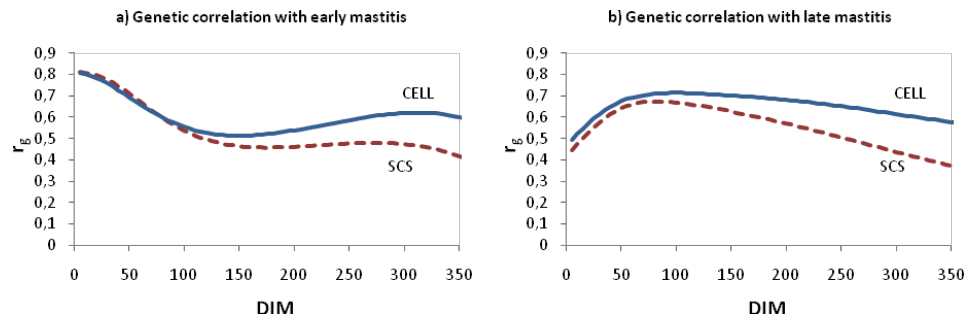 a) Genetic correlation with early mastitis
0,9
0,8
0,7
0,6
0,5
0,4
0,3
0,2
0,1
0
rg
CELL
SCS
0 50 100 150 200 250 300 350
DIM
b) Genetic correlation with late mastitis
0,9
0,8
0,7
0,6
0,5
0,4
0,3
0,2
0,1
0
rg
CELL
SCS
0 50 100 150 200 250 300 350
DIM